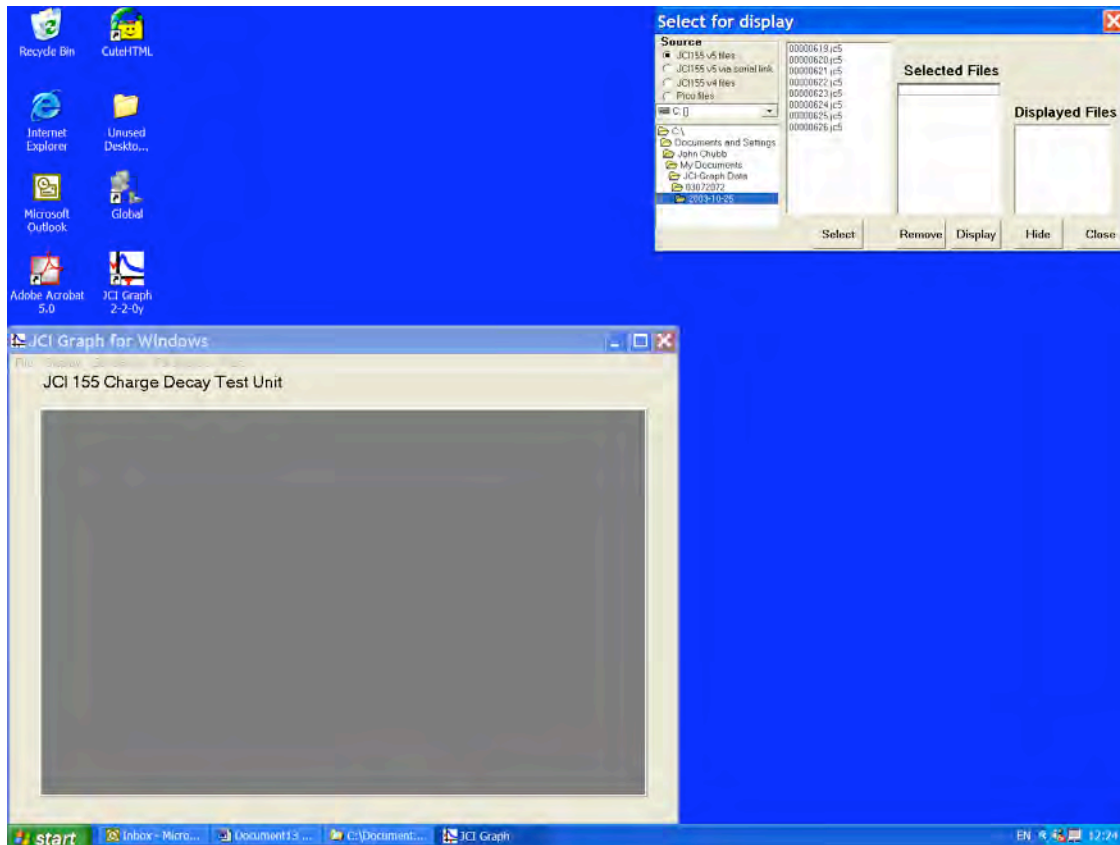 Recycle Bin
CuteHTML
Internet Explorer
Unused Deskto...
Microsoft Outlook
Global
Adobe Acrobat 5.0
JCI Graph 2-2-0y
Select for display
Source
JCI155 v5 files
JCI155 v5 via serial link
JCI155 v4 files
Pico files
C: []
C:\
Documents and Settings
John Chubb
My Documents
JCI-Graph Data
03072072
2003-10-25
00000619.jc5
00000620.jc5
00000621.jc5
00000622.jc5
00000623.jc5
00000624.jc5
00000625.jc5
00000626.jc5
Selected Files
Displayed Files
Select
Remove
Display
Hide
Close
JCI Graph for Windows
File
JCI 155 Charge Decay Test Unit
start
Inbox - Micro...
Document13 ...
C:\Document...
JCI Graph
EN
12:24